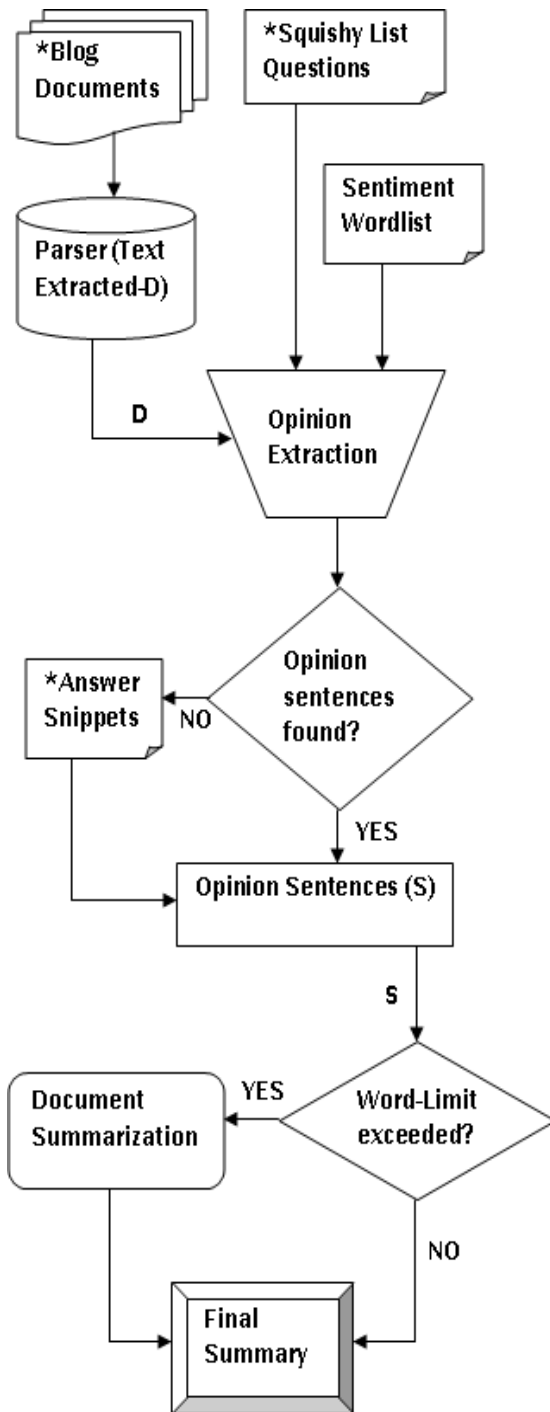 *Blog
Documents
*Squishy List
Questions
Sentiment
Wordlist
Parser (Text
Extracted-D)
D
Opinion
Extraction
Opinion
sentences
found?
*Answer
Snippets
NO
YES
Opinion Sentences (S)
S
YES
Document
Summarization
Word-Limit
exceeded?
NO
Final
Summary